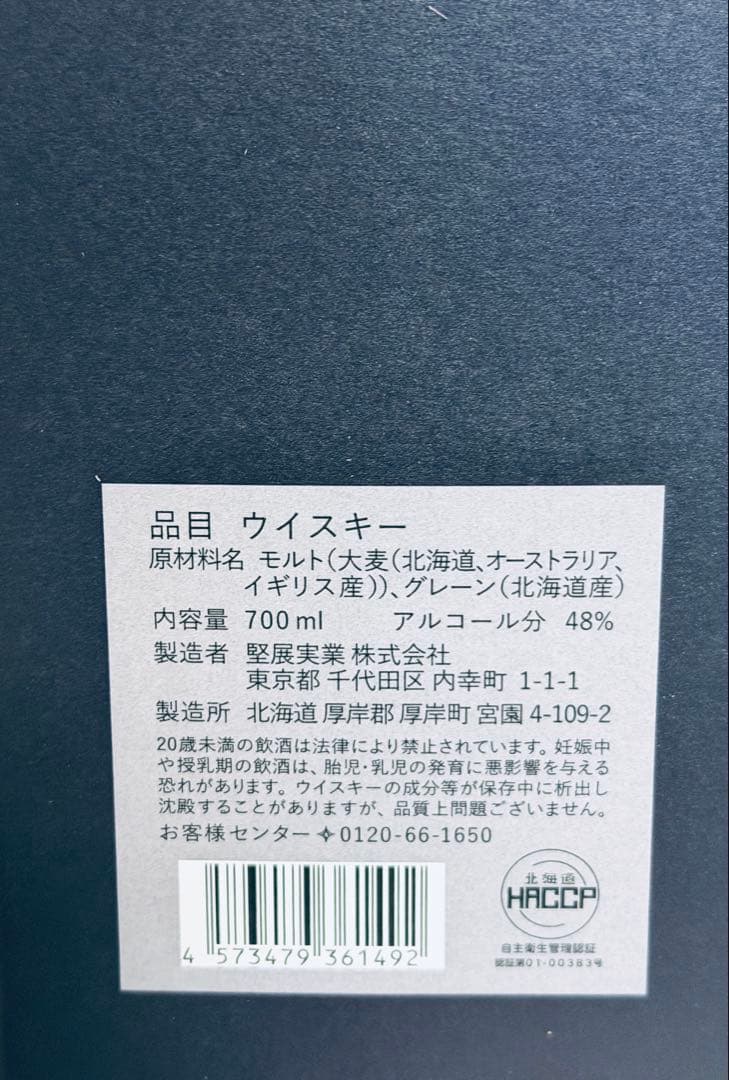 品目 ウイスキー
原材料名 モルト(大麦(北海道、オーストラリア、
イギリス産))、グレーン(北海道産)
内容量 700ml アルコール分 48%
製造者 堅展実業 株式会社
東京都 千代田区 内幸町 1-1-1
製造所 北海道 厚岸郡 厚岸町 宮園 4-109-2
20歳未満の飲酒は法律により禁止されています。妊娠中
や授乳期の飲酒は、胎児・乳児の発育に悪影響を与える
恐れがあります。ウイスキーの成分等が保存中に析出し
沈殿することがありますが、品質上問題ございません。
お客様センター✧0120-66-1650
4 573479 361492
北海道
HACCP
自主衛生管理認証
認証第01-00383号